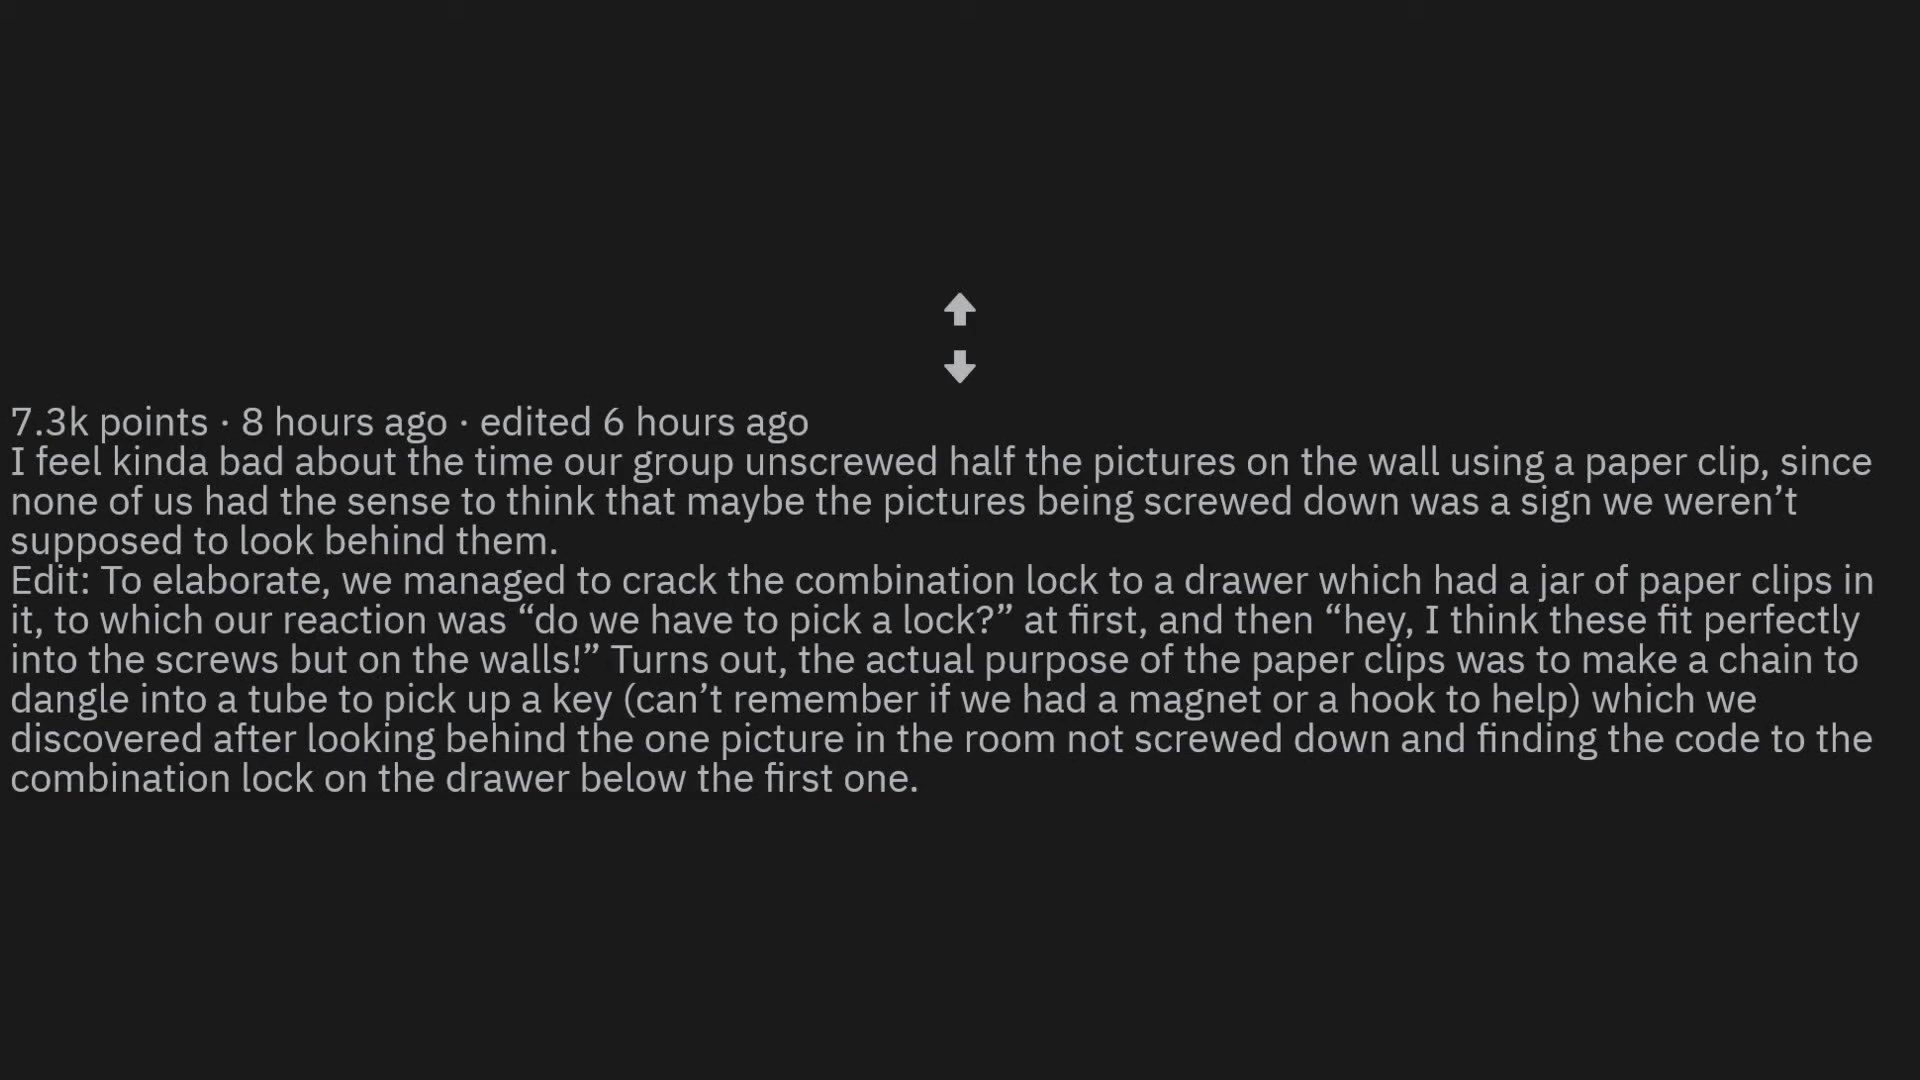 7.3k points · 8 hours ago · edited 6 hours ago
I feel kinda bad about the time our group unscrewed half the pictures on the wall using a paper clip, since
none of us had the sense to think that maybe the pictures being screwed down was a sign we weren’t
supposed to look behind them.
Edit: To elaborate, we managed to crack the combination lock to a drawer which had a jar of paper clips in
it, to which our reaction was “do we have to pick a lock?” at first, and then “hey, I think these fit perfectly
into the screws but on the walls!” Turns out, the actual purpose of the paper clips was to make a chain to
dangle into a tube to pick up a key (can’t remember if we had a magnet or a hook to help) which we
discovered after looking behind the one picture in the room not screwed down and finding the code to the
combination lock on the drawer below the first one.